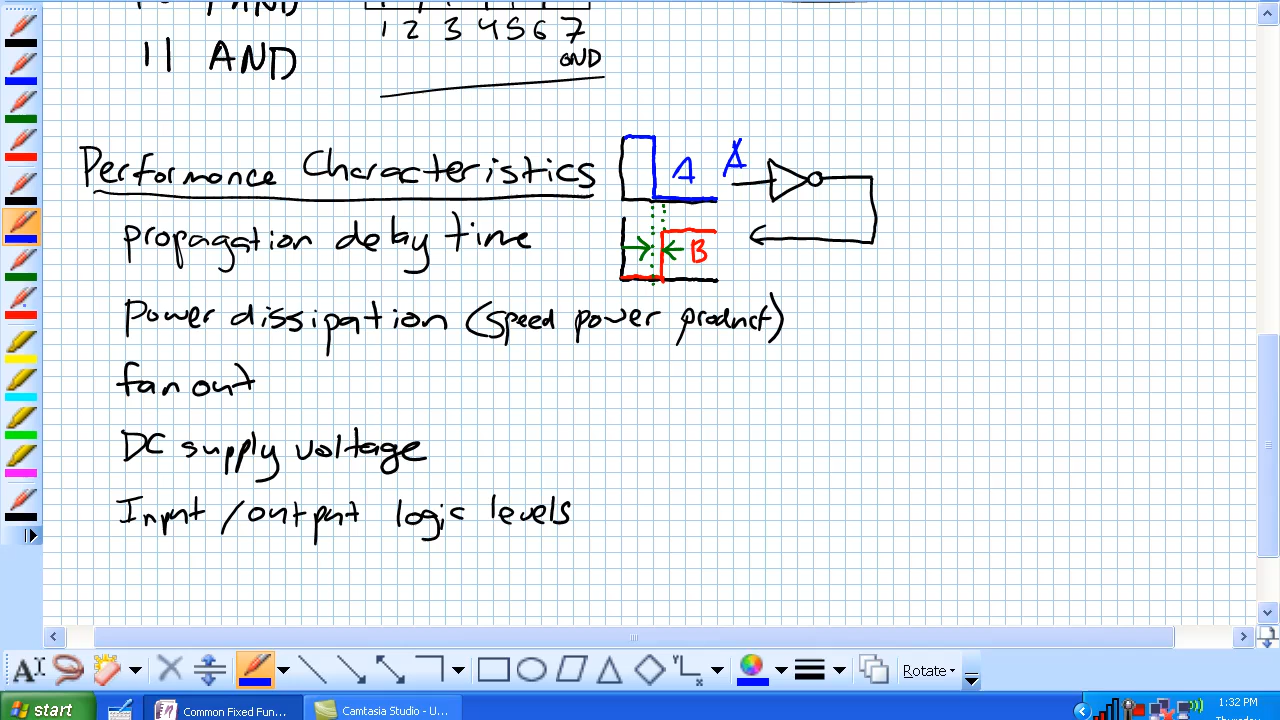 AND
1 2 3 4 5 6 7
11 AND
GND
Performance Characteristics
A A
propagation delay time
B
Power dissipation (speed power product)
fan out
DC supply voltage
Input/output logic levels
A
Rotate
start
Common Fixed Fun...
Camtasia Studio - U...
1:32 PM
Thursday